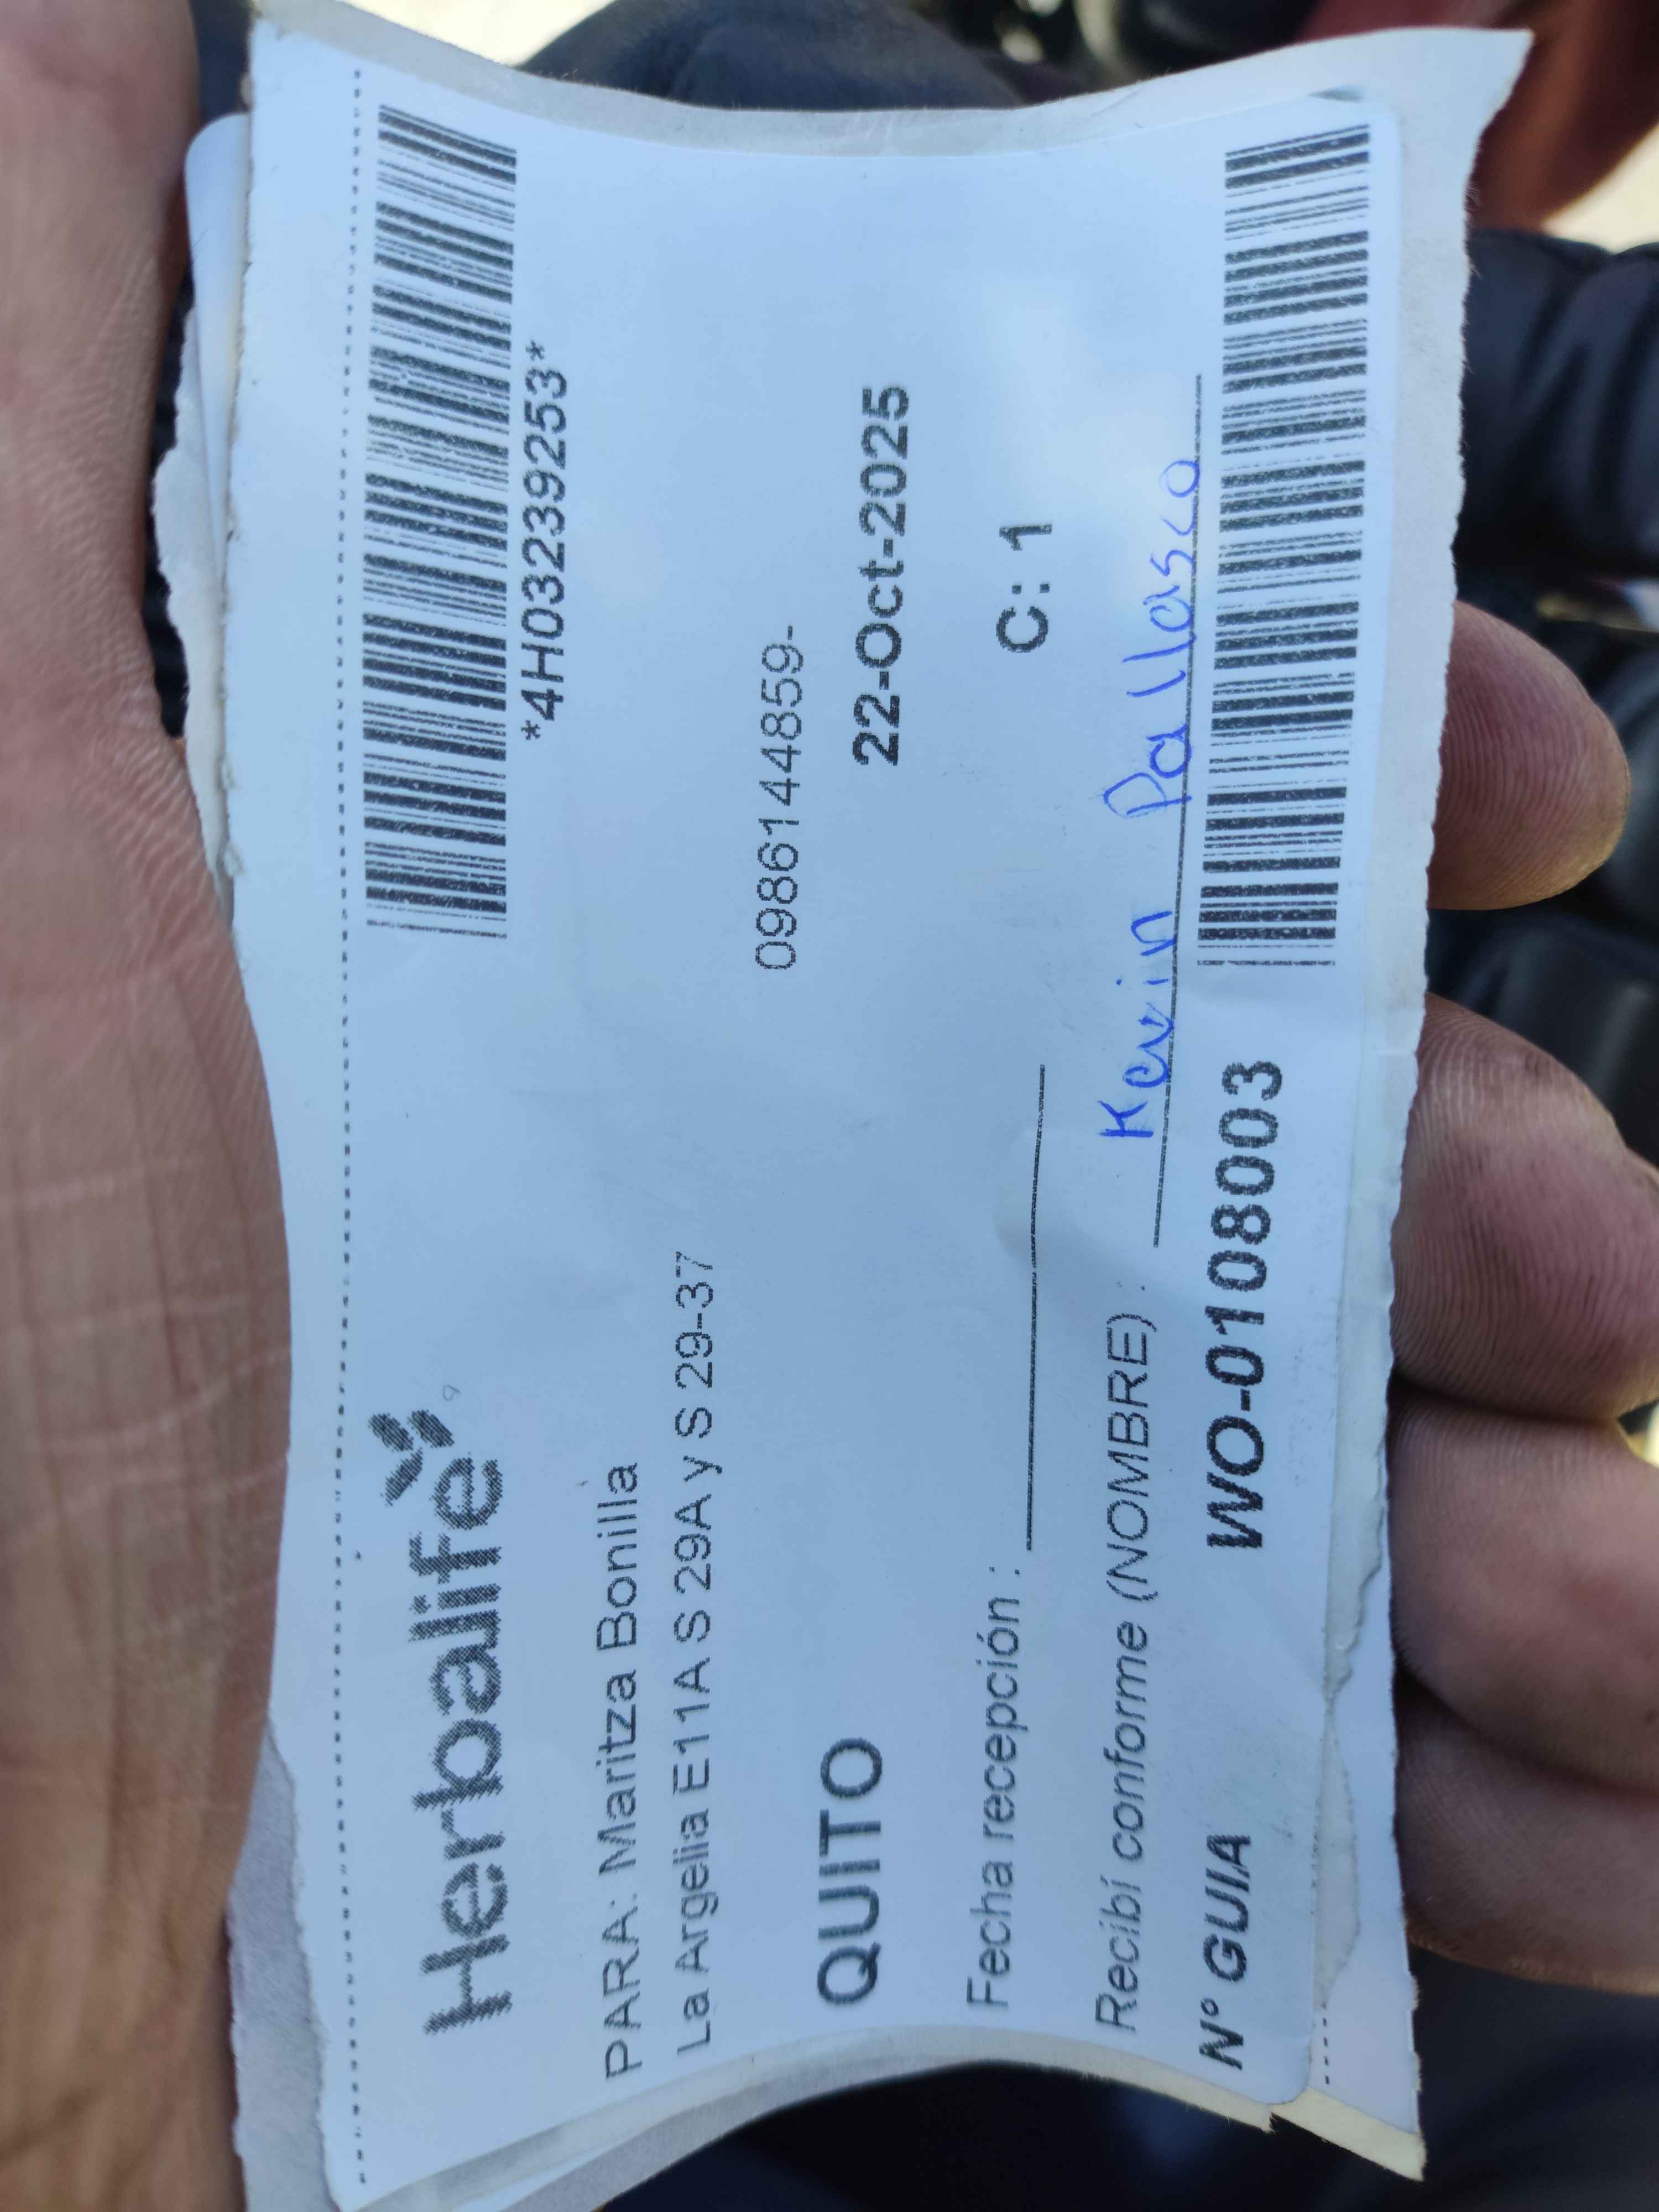 Herbalife
*4H03239253*
PARA: Maritza Bonilla
La Argelia E11A S 29A y S 29-37
0986144859-
QUITO
22-Oct-2025
Fecha recepción :
C: 1
Recibí conforme (NOMBRE) : Kevin Pallasco
N° GUIA WO-0108003